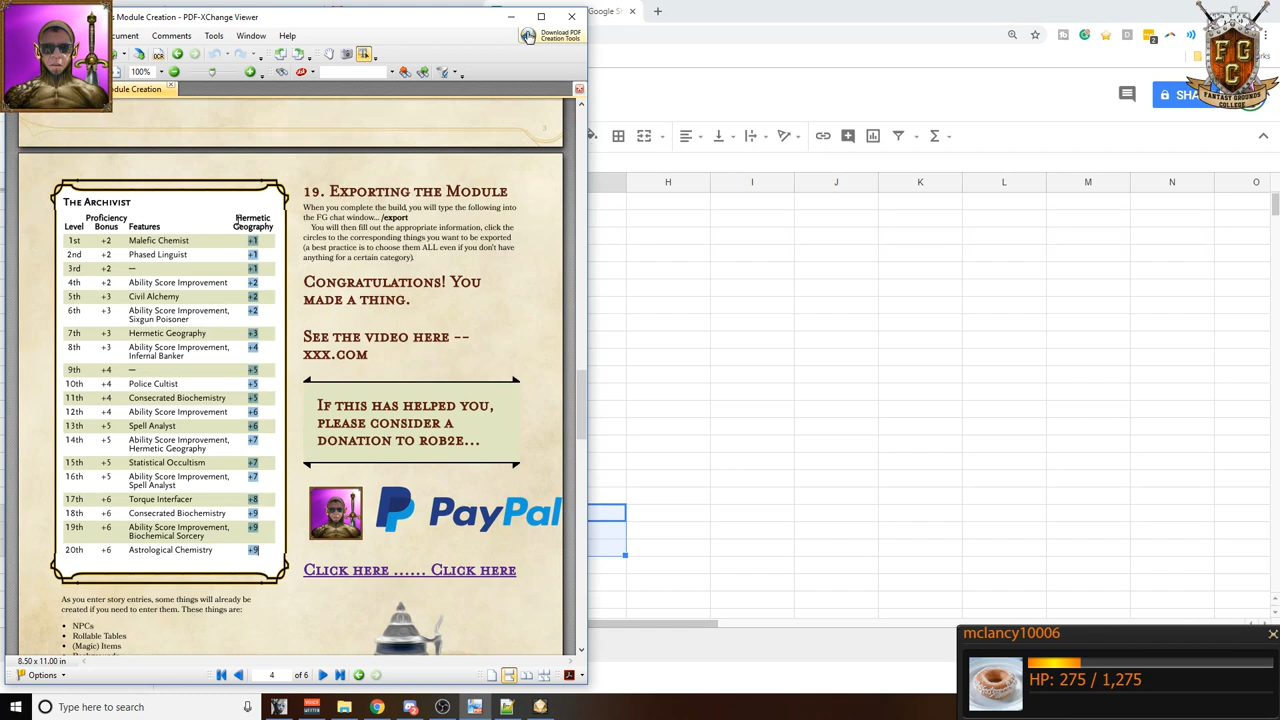 s Module Creation - PDF-XChange Viewer
Google S
Download PDF
Creation Tools
cument Comments Tools Window Help
OCR
100%
odule Creation
FGC
FANTASY GROUNDS
COLLEGE
2
SHA
3
H I J K L M N O
The Archivist
Level Proficiency Bonus Features Hermetic Geography
1st +2 Malefic Chemist +1
2nd +2 Phased Linguist +1
3rd +2 — +1
4th +2 Ability Score Improvement +2
5th +3 Civil Alchemy +2
6th +3 Ability Score Improvement, +2
Sixgun Poisoner
7th +3 Hermetic Geography +3
8th +3 Ability Score Improvement, +4
Infernal Banker
9th +4 — +5
10th +4 Police Cultist +5
11th +4 Consecrated Biochemistry +5
12th +4 Ability Score Improvement +6
13th +5 Spell Analyst +6
14th +5 Ability Score Improvement, +7
Hermetic Geography
15th +5 Statistical Occultism +7
16th +5 Ability Score Improvement, +7
Spell Analyst
17th +6 Torque Interfacer +8
18th +6 Consecrated Biochemistry +9
19th +6 Ability Score Improvement, +9
Biochemical Sorcery
20th +6 Astrological Chemistry +9
As you enter story entries, some things will already be
created if you need to enter them. These things are:
• NPCs
• Rollable Tables
• (Magic) Items
19. Exporting the Module
When you complete the build, you will type the following into
the FG chat window... /export
You will then fill out the appropriate information, click the
circles to the corresponding things you want to be exported
(a best practice is to choose them ALL even if you don't have
anything for a certain category).
Congratulations! You
made a thing.
See the video here --
xxx.com
If this has helped you,
please consider a
donation to Rob2e...
PayPal
Click here ...... Click here
8.50 x 11.00 in
Options
4 of 6
mclancy10006
HP: 275 / 1,275
Type here to search